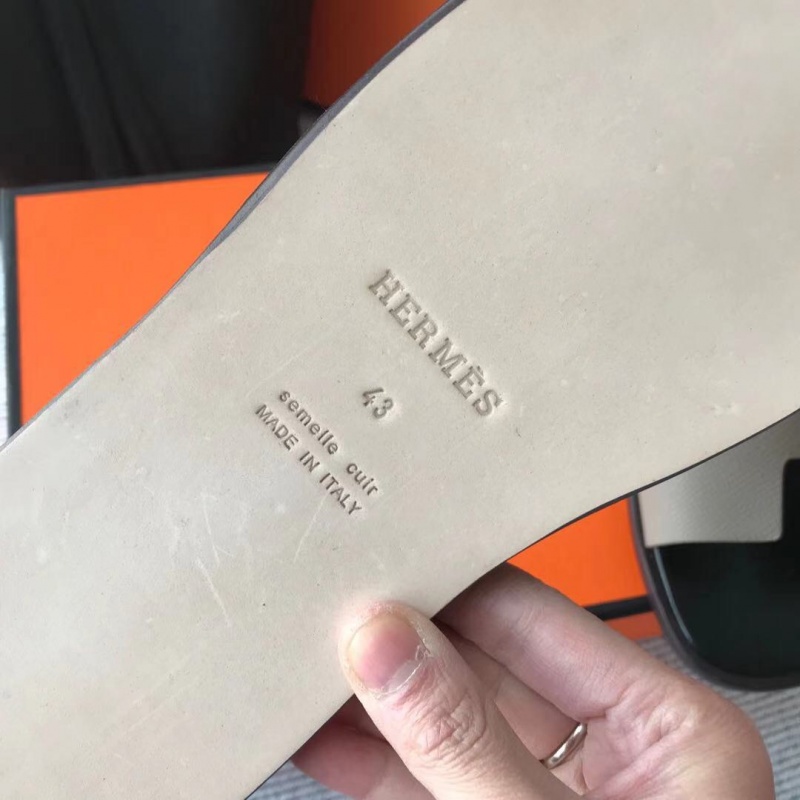 HERMÈS
43
semelle cuir
MADE IN ITALY